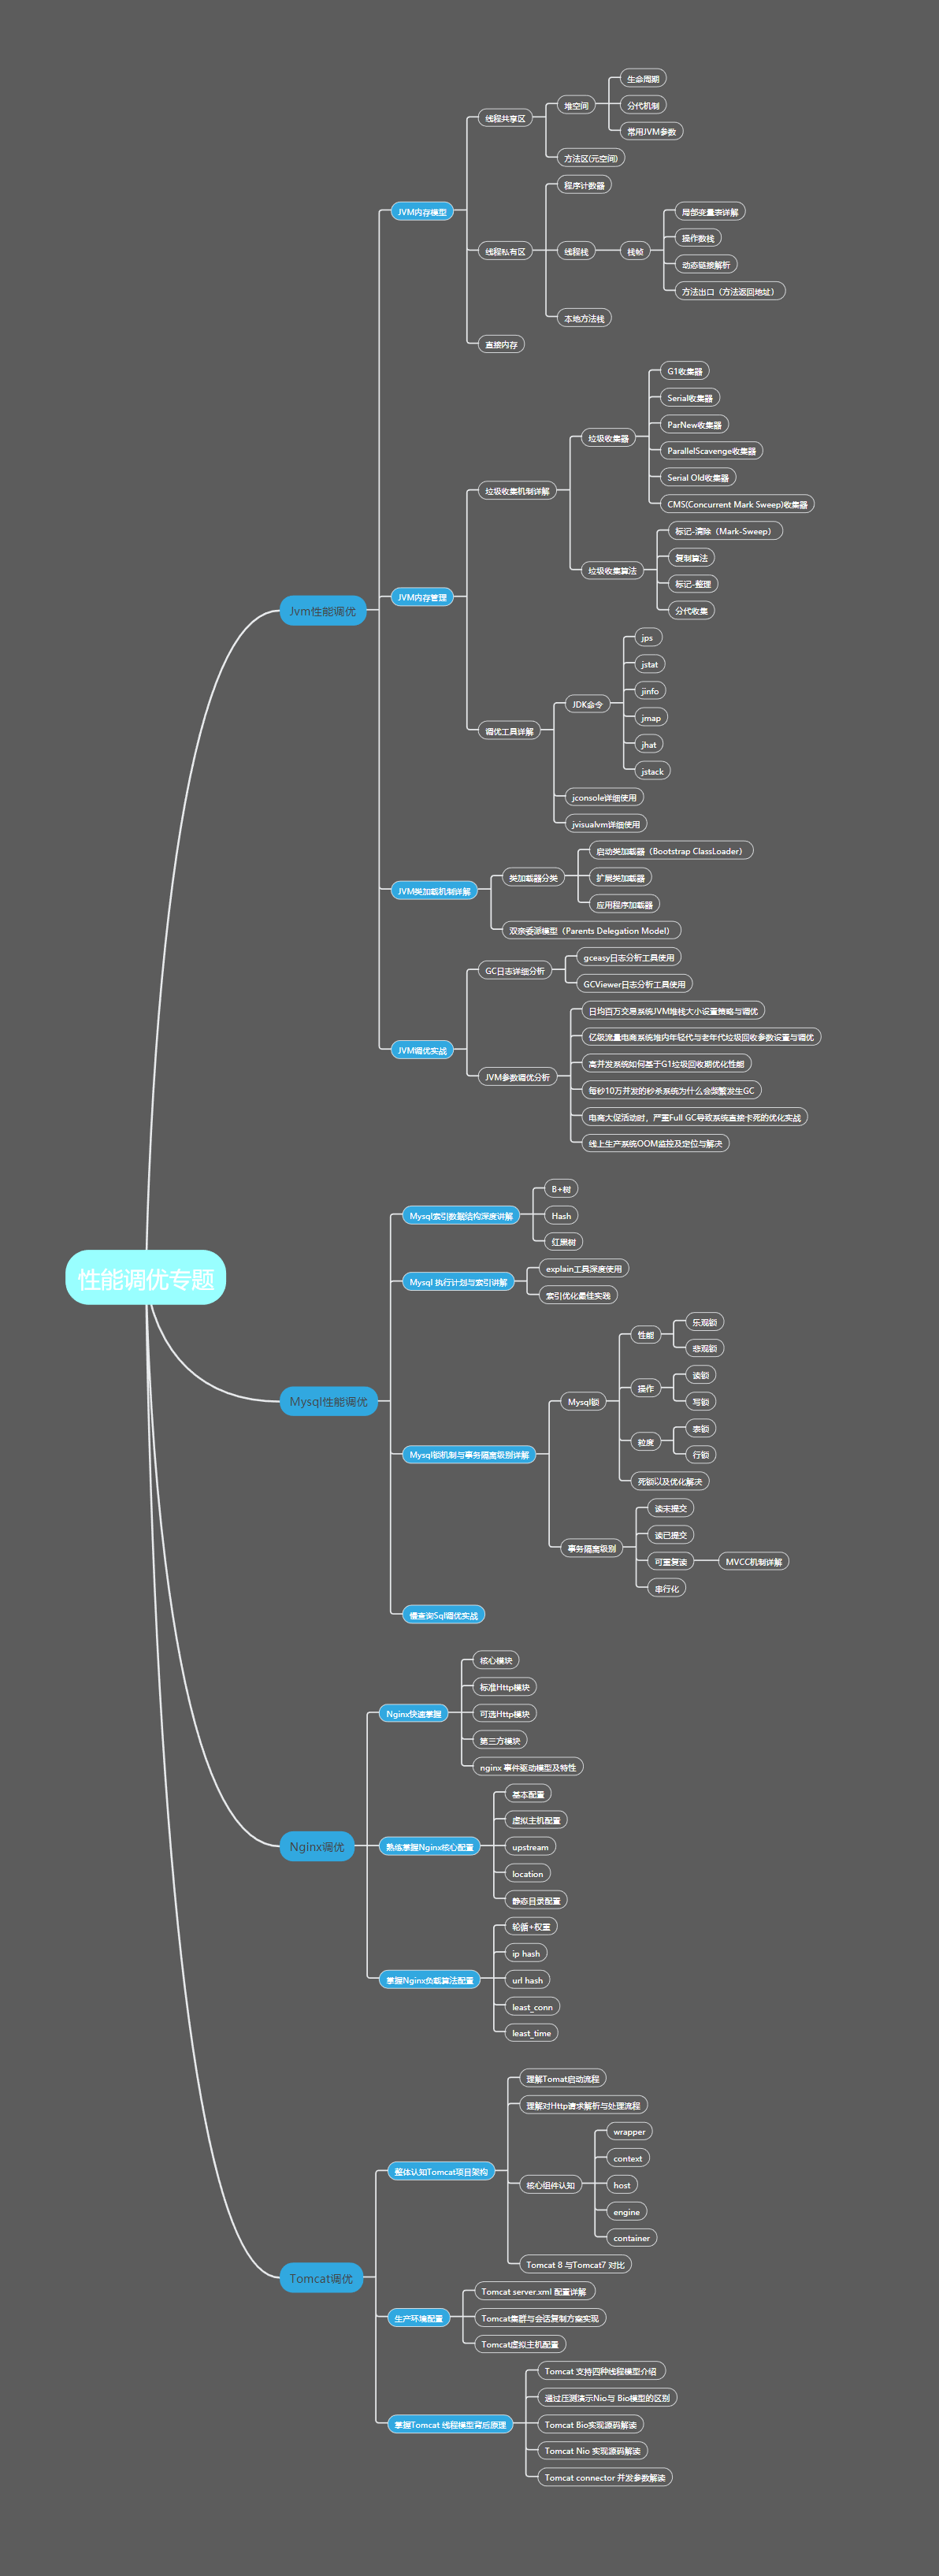 性能调优专题
Jvm性能调优
JVM内存模型
线程共享区
堆空间
生命周期
分代机制
常用JVM参数
方法区(元空间)
线程私有区
程序计数器
线程栈
栈帧
局部变量表详解
操作数栈
动态链接解析
方法出口（方法返回地址）
本地方法栈
直接内存
JVM内存管理
垃圾收集机制详解
垃圾收集器
G1收集器
Serial收集器
ParNew收集器
ParallelScavenge收集器
Serial Old收集器
CMS(Concurrent Mark Sweep)收集器
垃圾收集算法
标记-清除（Mark-Sweep）
复制算法
标记-整理
分代收集
调优工具详解
JDK命令
jps
jstat
jinfo
jmap
jhat
jstack
jconsole详细使用
jvisualvm详细使用
JVM类加载机制详解
类加载器分类
启动类加载器（Bootstrap ClassLoader）
扩展类加载器
应用程序加载器
双亲委派模型（Parents Delegation Model）
JVM调优实战
GC日志详细分析
gceasy日志分析工具使用
GCViewer日志分析工具使用
JVM参数调优分析
日均百万交易系统JVM堆栈大小设置策略与调优
亿级流量电商系统堆内年轻代与老年代垃圾回收参数设置与调优
高并发系统如何基于G1垃圾回收期优化性能
每秒10万并发的秒杀系统为什么会频繁发生GC
电商大促活动时，严重Full GC导致系统直接卡死的优化实战
线上生产系统OOM监控及定位与解决
Mysql性能调优
Mysql索引数据结构深度讲解
B+树
Hash
红黑树
Mysql 执行计划与索引讲解
explain工具深度使用
索引优化最佳实践
Mysql锁机制与事务隔离级别详解
Mysql锁
性能
乐观锁
悲观锁
操作
读锁
写锁
粒度
表锁
行锁
死锁以及优化解决
事务隔离级别
读未提交
读已提交
可重复读
MVCC机制详解
串行化
慢查询Sql调优实战
Nginx调优
Nginx快速掌握
核心模块
标准Http模块
可选Http模块
第三方模块
nginx 事件驱动模型及特性
熟练掌握Nginx核心配置
基本配置
虚拟主机配置
upstream
location
静态目录配置
掌握Nginx负载算法配置
轮循+权重
ip hash
url hash
least_conn
least_time
Tomcat调优
整体认知Tomcat项目架构
理解Tomat启动流程
理解对Http请求解析与处理流程
核心组件认知
wrapper
context
host
engine
container
Tomcat 8 与Tomcat7 对比
生产环境配置
Tomcat server.xml 配置详解
Tomcat集群与会话复制方案实现
Tomcat虚拟主机配置
掌握Tomcat 线程模型背后原理
Tomcat 支持四种线程模型介绍
通过压测演示Nio与 Bio模型的区别
Tomcat Bio实现源码解读
Tomcat Nio 实现源码解读
Tomcat connector 并发参数解读